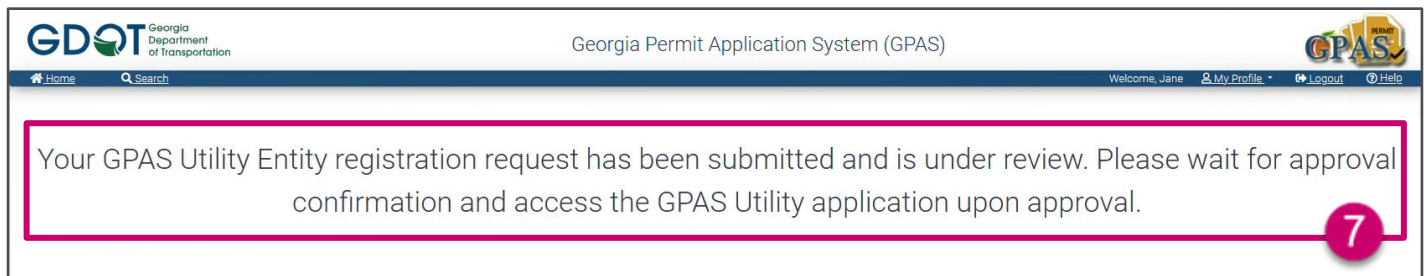 GDOT Georgia
Department
of Transportation
Georgia Permit Application System (GPAS)
PERMIT
GPAS
Home Search Welcome, Jane My Profile Logout Help
Your GPAS Utility Entity registration request has been submitted and is under review. Please wait for approval
confirmation and access the GPAS Utility application upon approval.
7